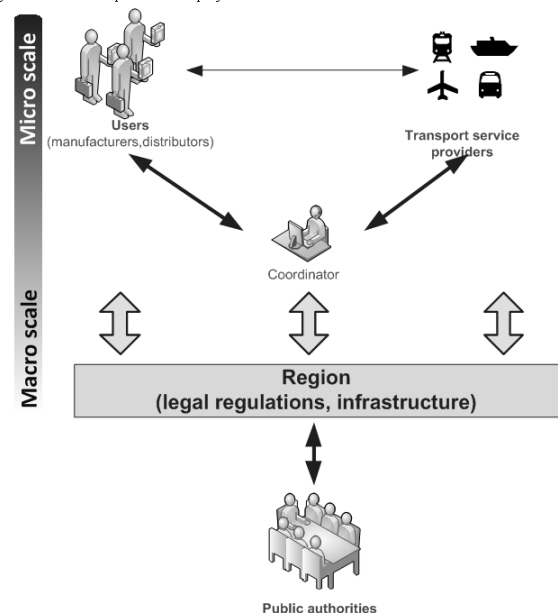 Micro scale
Users
(manufacturers,distributors)
Transport service
providers
Coordinator
Macro scale
Region
(legal regulations, infrastructure)
Public authorities